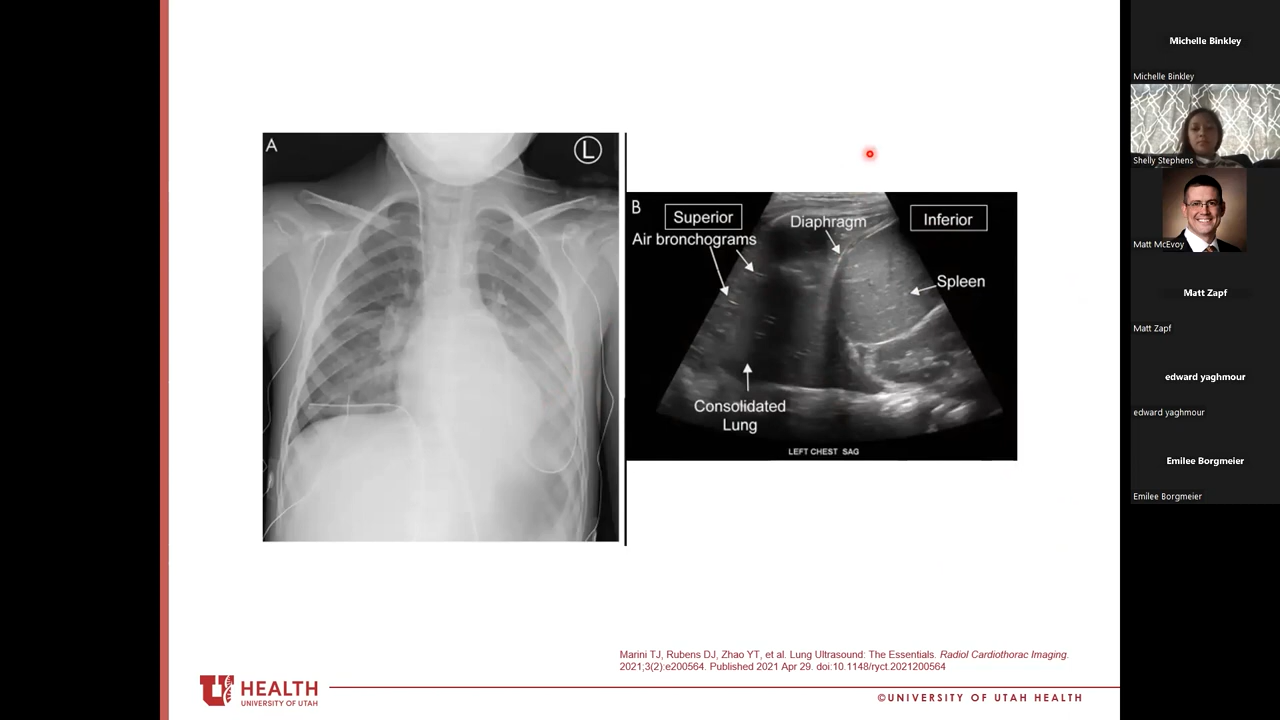 A
L
B
Superior
Air bronchograms
Diaphragm
Inferior
Spleen
Consolidated
Lung
LEFT CHEST SAG
Marini TJ, Rubens DJ, Zhao YT, et al. Lung Ultrasound: The Essentials. Radiol Cardiothorac Imaging.
2021;3(2):e200564. Published 2021 Apr 29. doi:10.1148/ryct.2021200564
U HEALTH
UNIVERSITY OF UTAH
©UNIVERSITY OF UTAH HEALTH
Michelle Binkley
Michelle Binkley
Shelly Stephens
Matt McEvoy
Matt Zapf
Matt Zapf
edward yaghmour
edward yaghmour
Emilee Borgmeier
Emilee Borgmeier